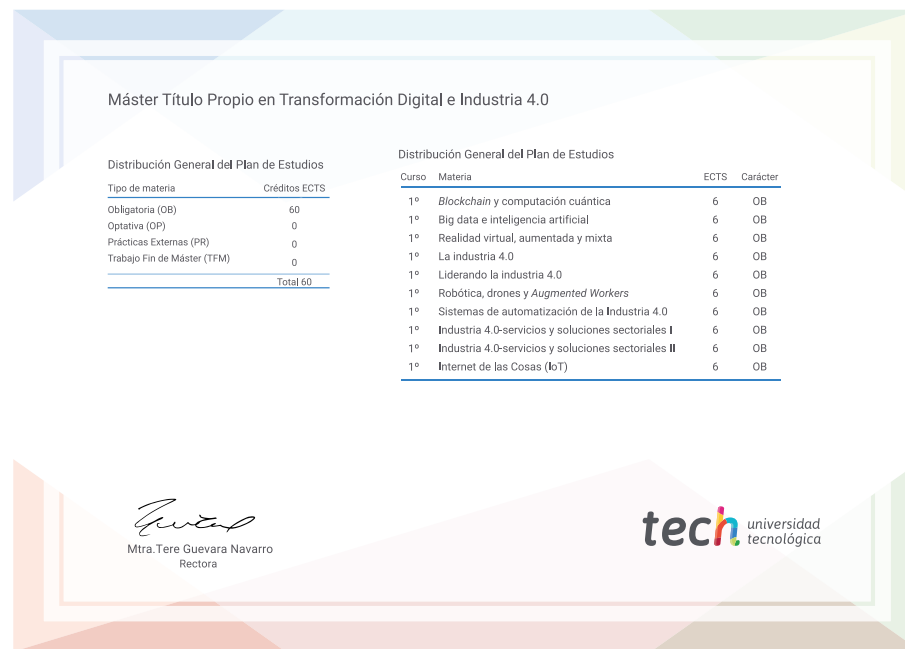 Máster Título Propio en Transformación Digital e Industria 4.0
Distribución General del Plan de Estudios
Tipo de materia Créditos ECTS
Obligatoria (OB) 60
Optativa (OP) 0
Prácticas Externas (PR) 0
Trabajo Fin de Máster (TFM) 0
Total 60
Distribución General del Plan de Estudios
Curso Materia ECTS Carácter
1º Blockchain y computación cuántica 6 OB
1º Big data e inteligencia artificial 6 OB
1º Realidad virtual, aumentada y mixta 6 OB
1º La industria 4.0 6 OB
1º Liderando la industria 4.0 6 OB
1º Robótica, drones y Augmented Workers 6 OB
1º Sistemas de automatización de la Industria 4.0 6 OB
1º Industria 4.0-servicios y soluciones sectoriales I 6 OB
1º Industria 4.0-servicios y soluciones sectoriales II 6 OB
1º Internet de las Cosas (IoT) 6 OB
Mtra.Tere Guevara Navarro
Rectora
tech universidad
tecnológica